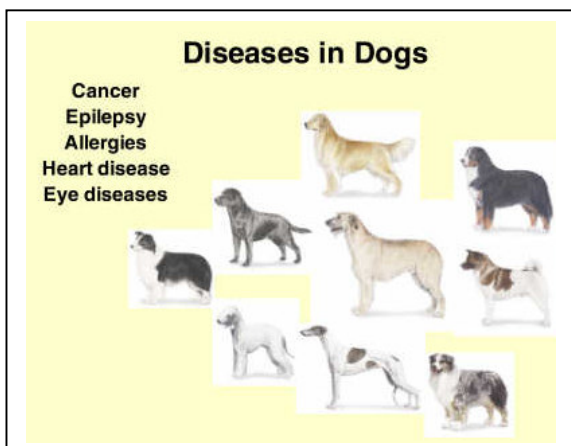 Diseases in Dogs
Cancer
Epilepsy
Allergies
Heart disease
Eye diseases